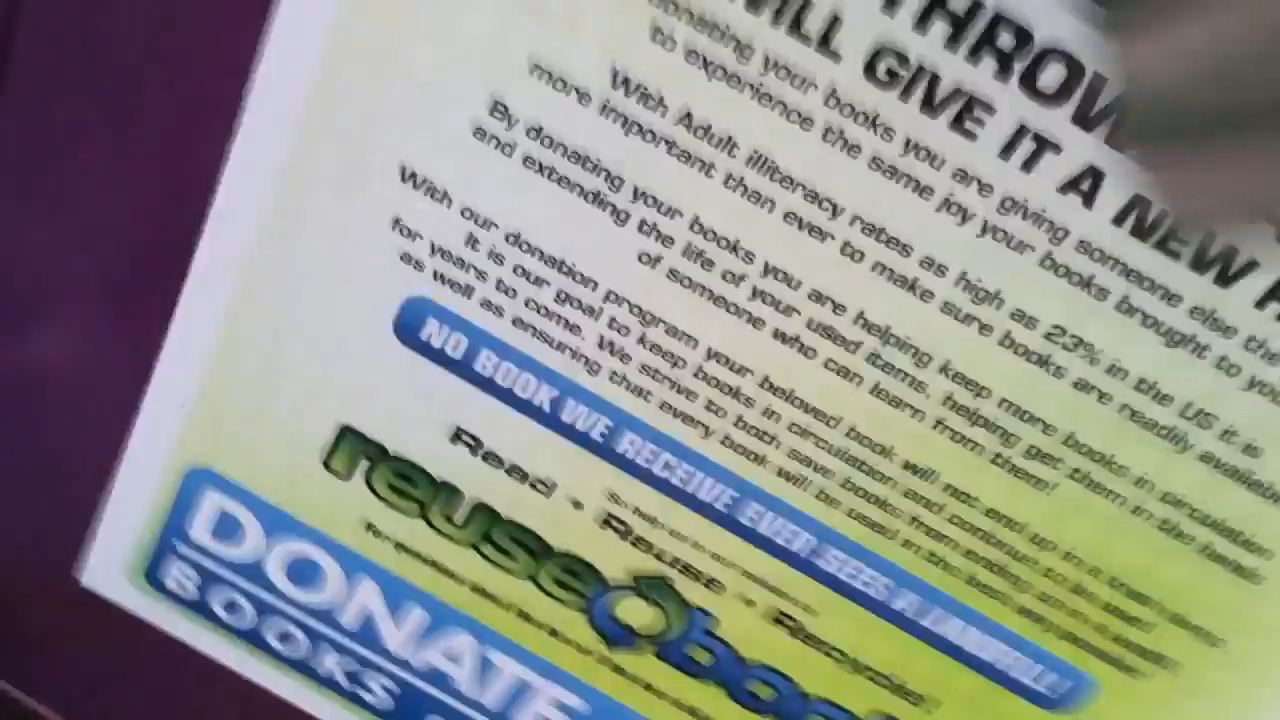 THROW
WILL GIVE IT A NEW
donating your books you are giving someone else the
to experience the same joy your books brought to you
With Adult illiteracy rates as high as 23% in the US it is
more important than ever to make sure books are readily available
By donating your books you are helping keep more books in circulation
and extending the life of your used items, helping get them in the hands
of someone who can learn from them!
With our donation program your beloved book will not end up in a
It is our goal to keep books in circulation and continue to be used
for years to come. We strive to both save books from ending
as well as ensuring that every book will be used in the best
NO BOOK WE RECEIVE EVER SEES A LANDFILL!
Read • Reuse • Recycle!
reuse
DONATE
BOOKS